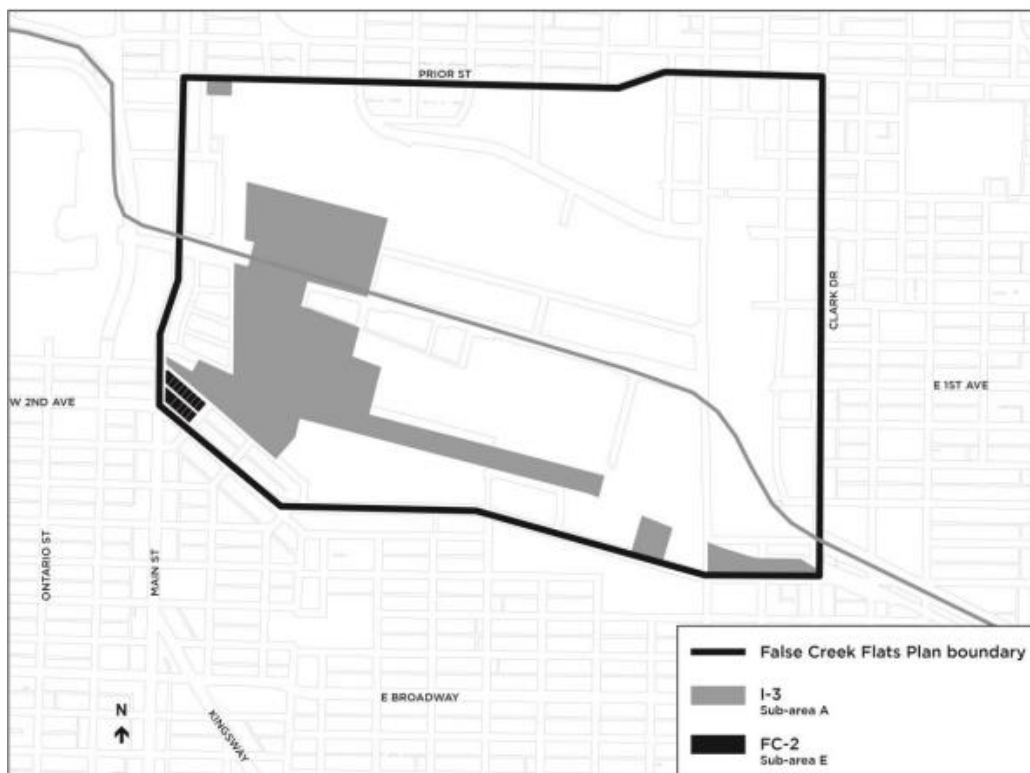 PRIOR ST
CLARK DR
E 1ST AVE
W 2ND AVE
ONTARIO ST
MAIN ST
E BROADWAY
KINGSWAY
N
False Creek Flats Plan boundary
I-3
Sub-area A
FC-2
Sub-area E